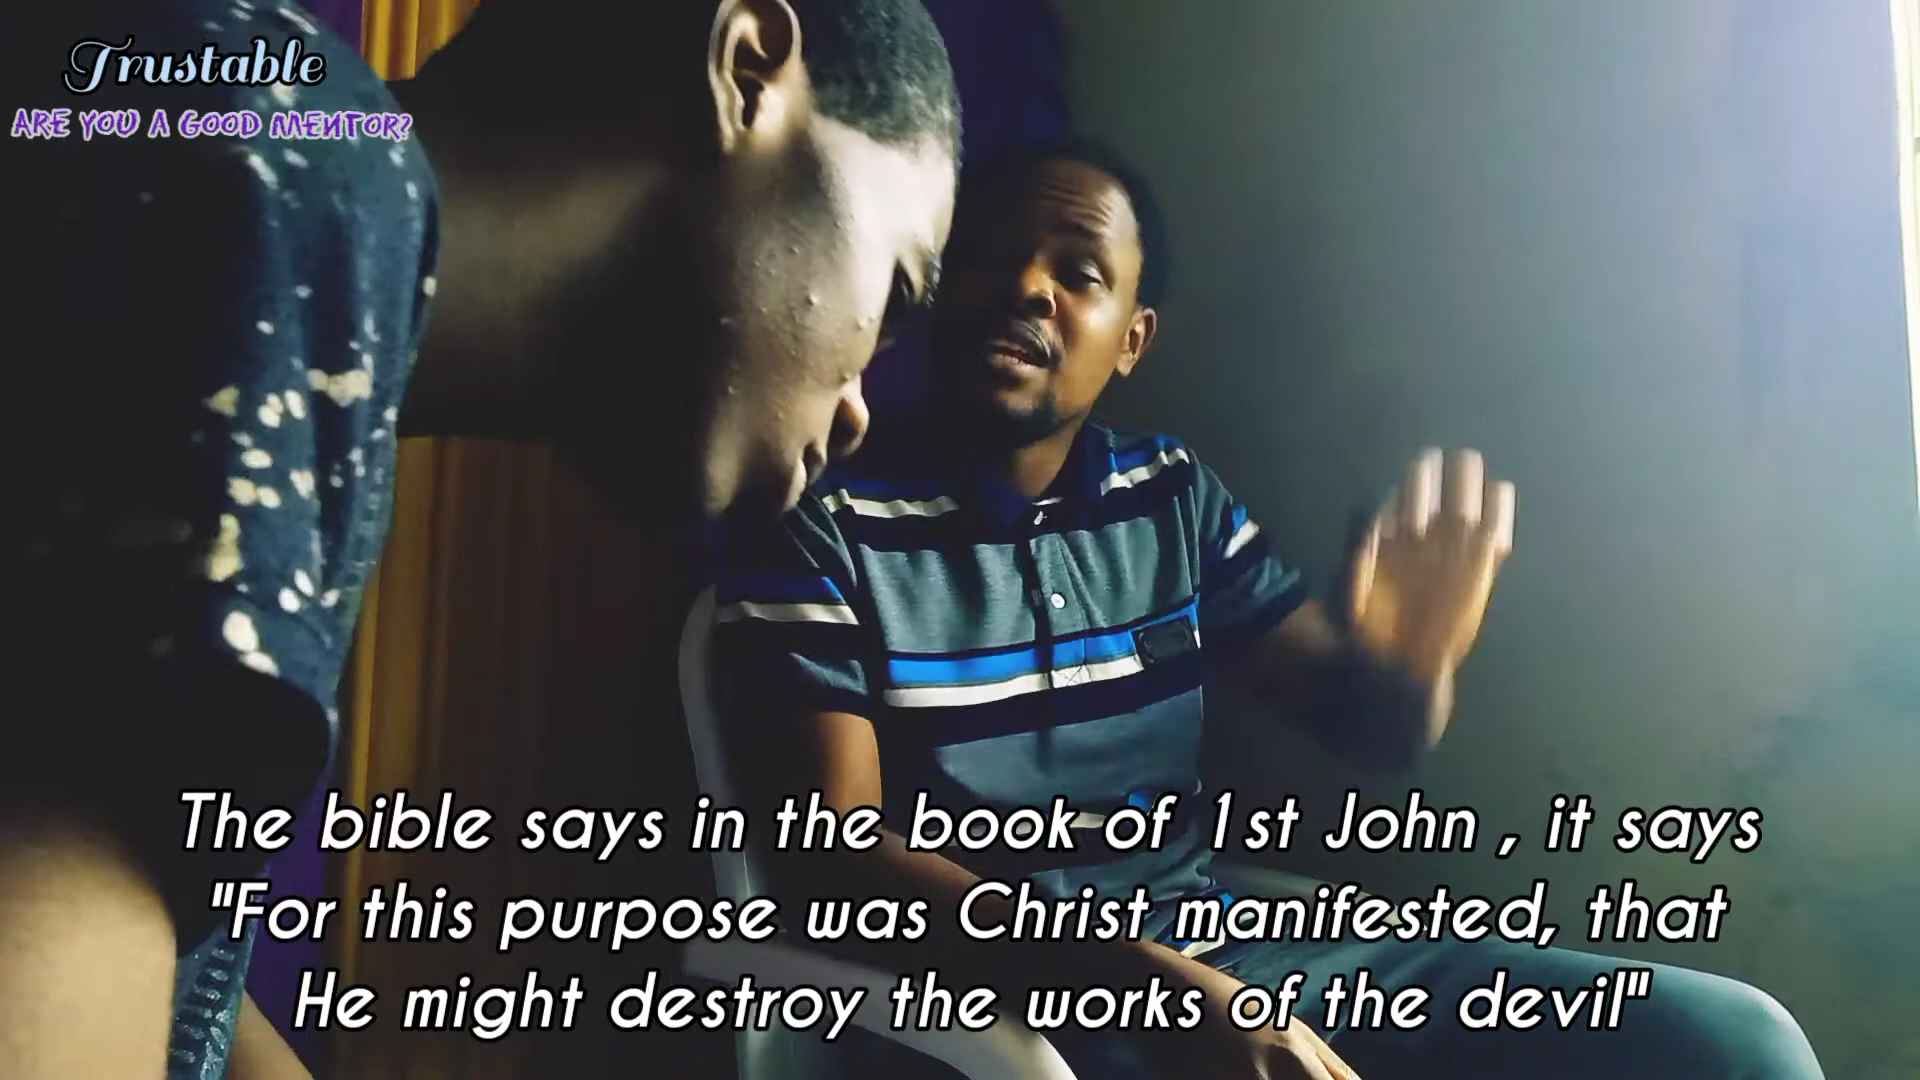 Trustable
ARE YOU A GOOD MENTOR?
The bible says in the book of 1st John , it says
"For this purpose was Christ manifested, that
He might destroy the works of the devil"